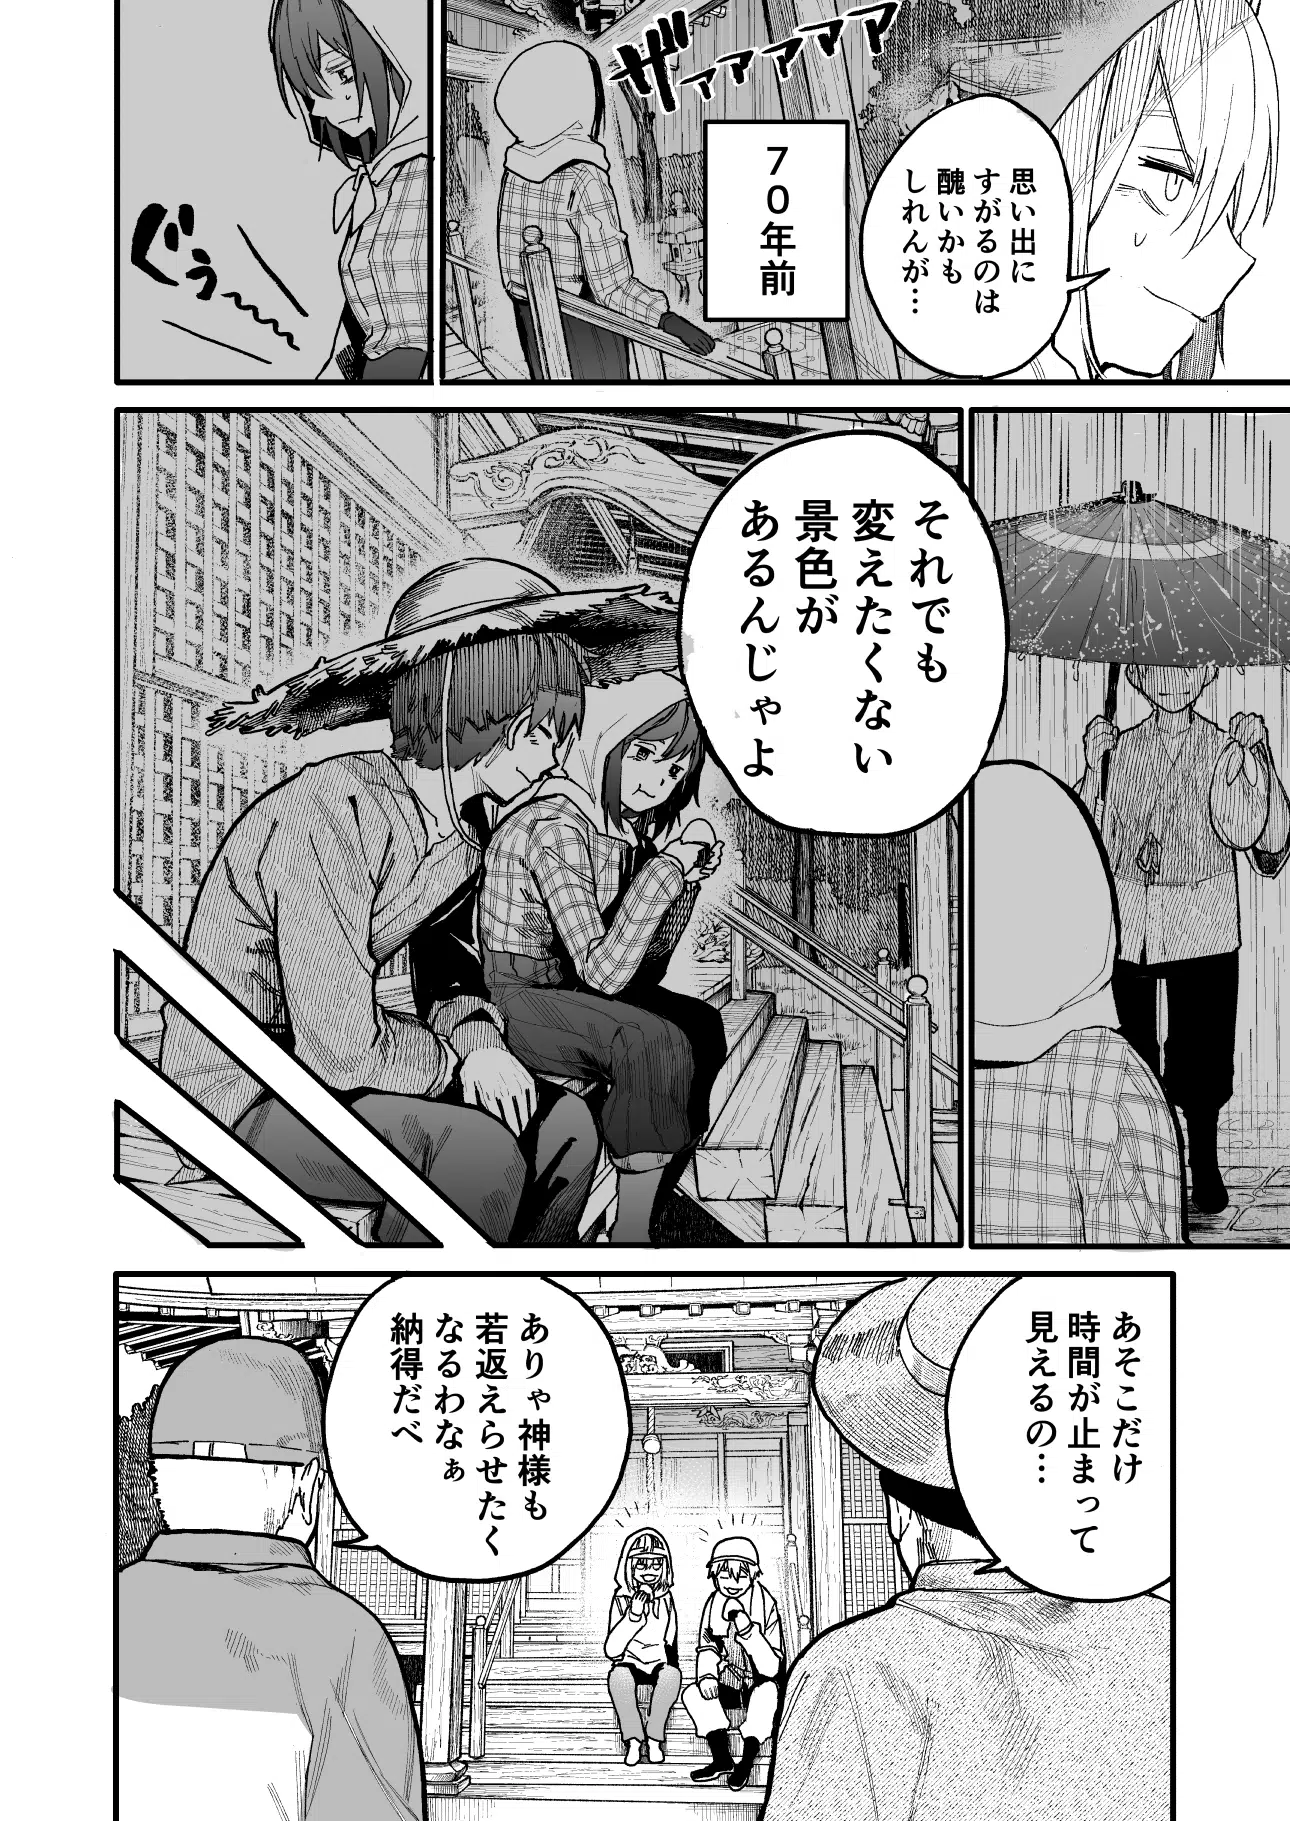 思い出に
すがるのは
醜いかも
しれんが…
７０年前
ザァァァァァ
ぐぅ～～
それでも
変えたくない
景色が
あるんじゃよ
あそこだけ
時間が止まって
見えるの…
ありゃ神様も
若返えらせたく
なるわなぁ
納得だべ